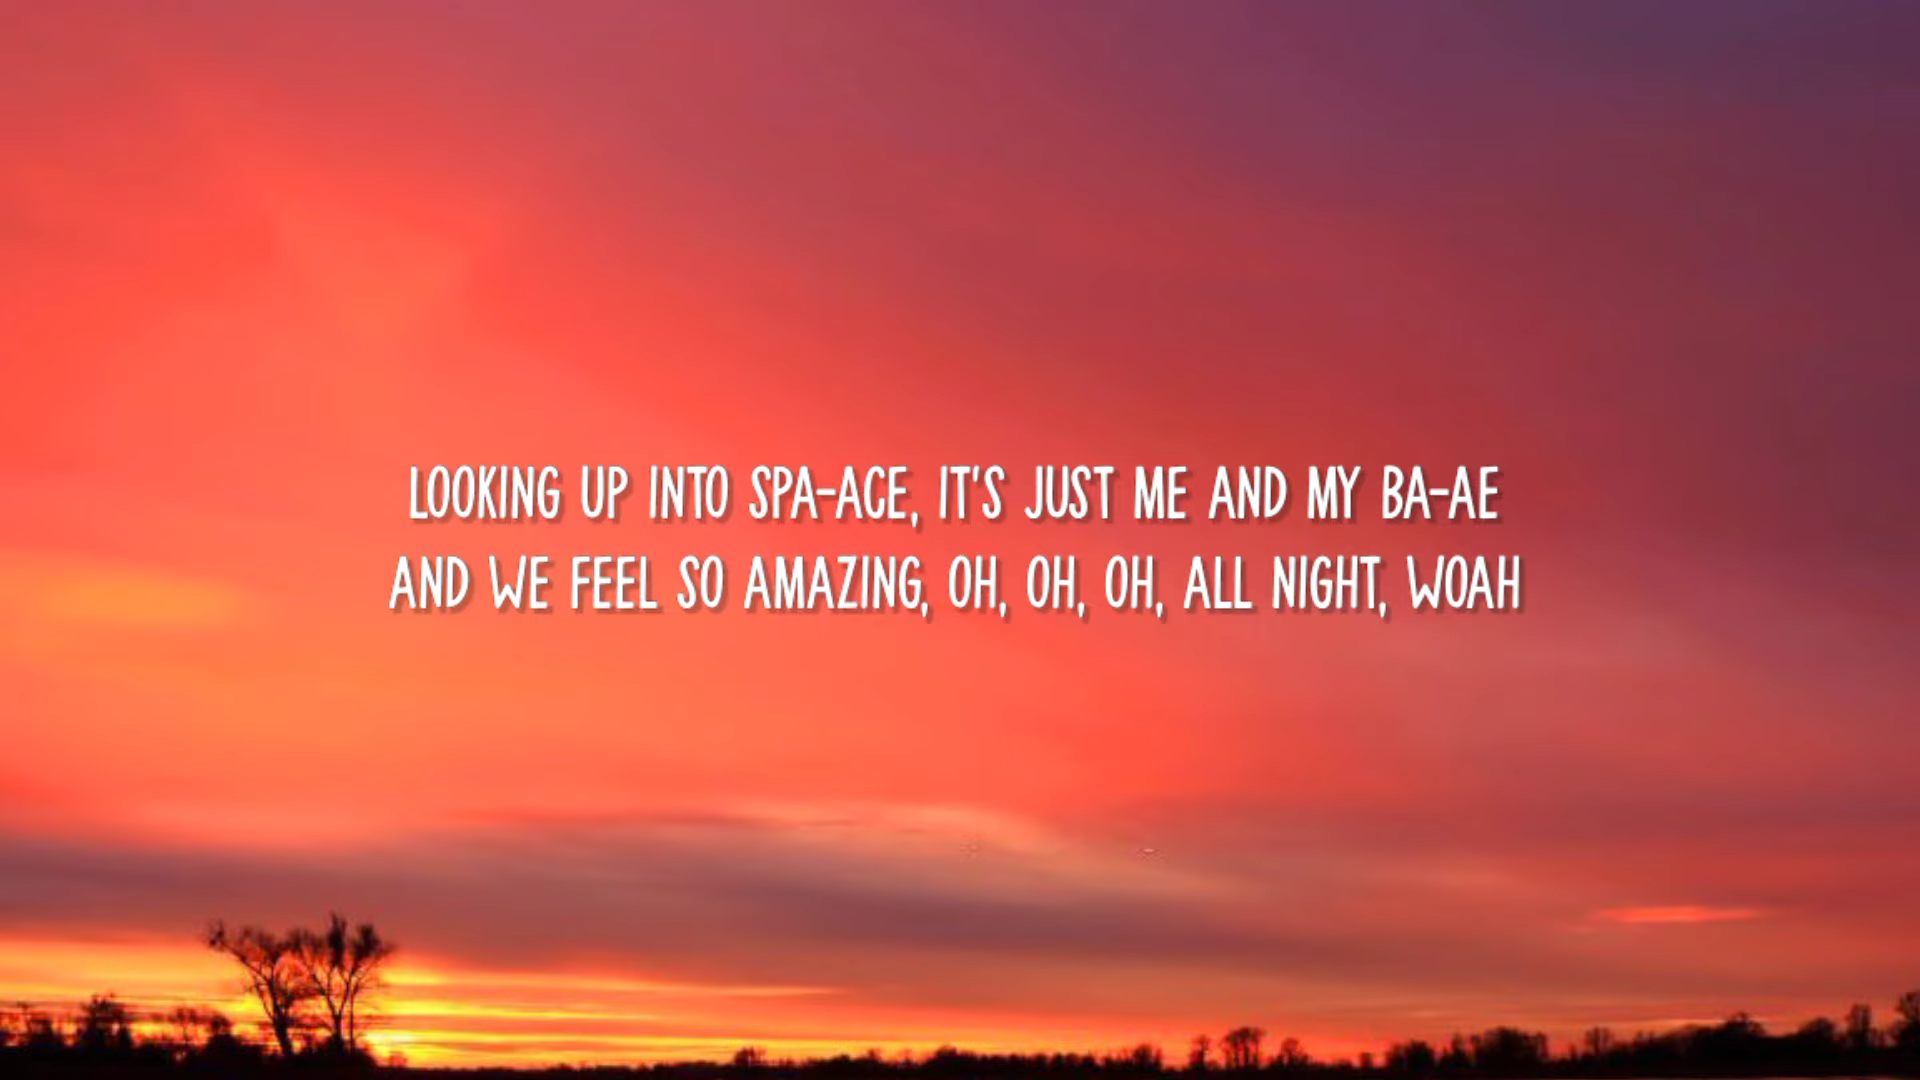 LOOKING UP INTO SPA-ACE, IT'S JUST ME AND MY BA-AE
AND WE FEEL SO AMAZING, OH, OH, OH, ALL NIGHT, WOAH